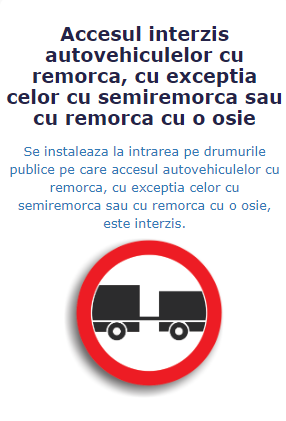 Accesul interzis
autovehiculelor cu
remorca, cu exceptia
celor cu semiremorca sau
cu remorca cu o osie
Se instaleaza la intrarea pe drumurile
publice pe care accesul autovehiculelor cu
remorca, cu exceptia celor cu
semiremorca sau cu remorca cu o osie,
este interzis.